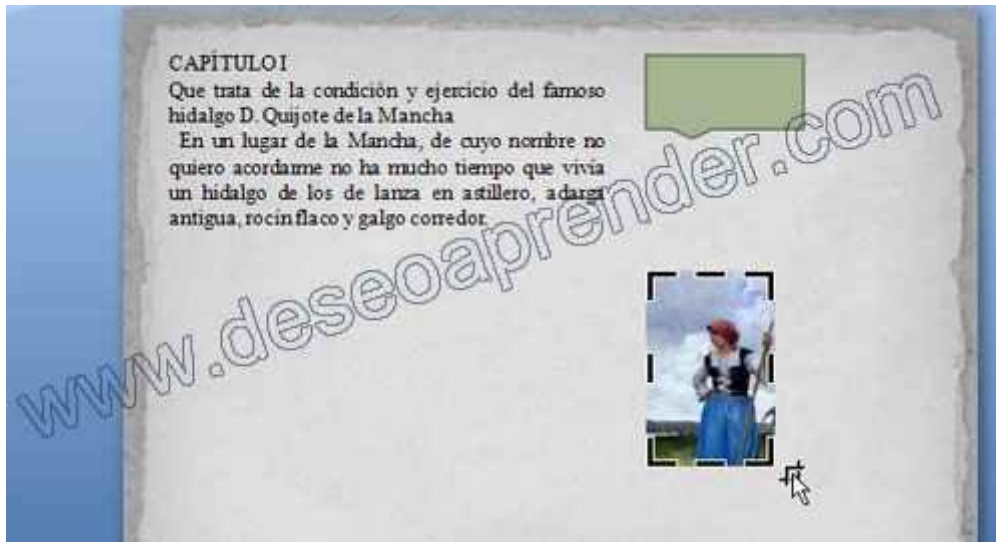 CAPÍTULO I
Que trata de la condición y ejercicio del famoso
hidalgo D. Quijote de la Mancha
En un lugar de la Mancha, de cuyo nombre no
quiero acordarme no ha mucho tiempo que vivía
un hidalgo de los de lanza en astillero, adarga
antigua, rocín flaco y galgo corredor.
www.deseoaprender.com